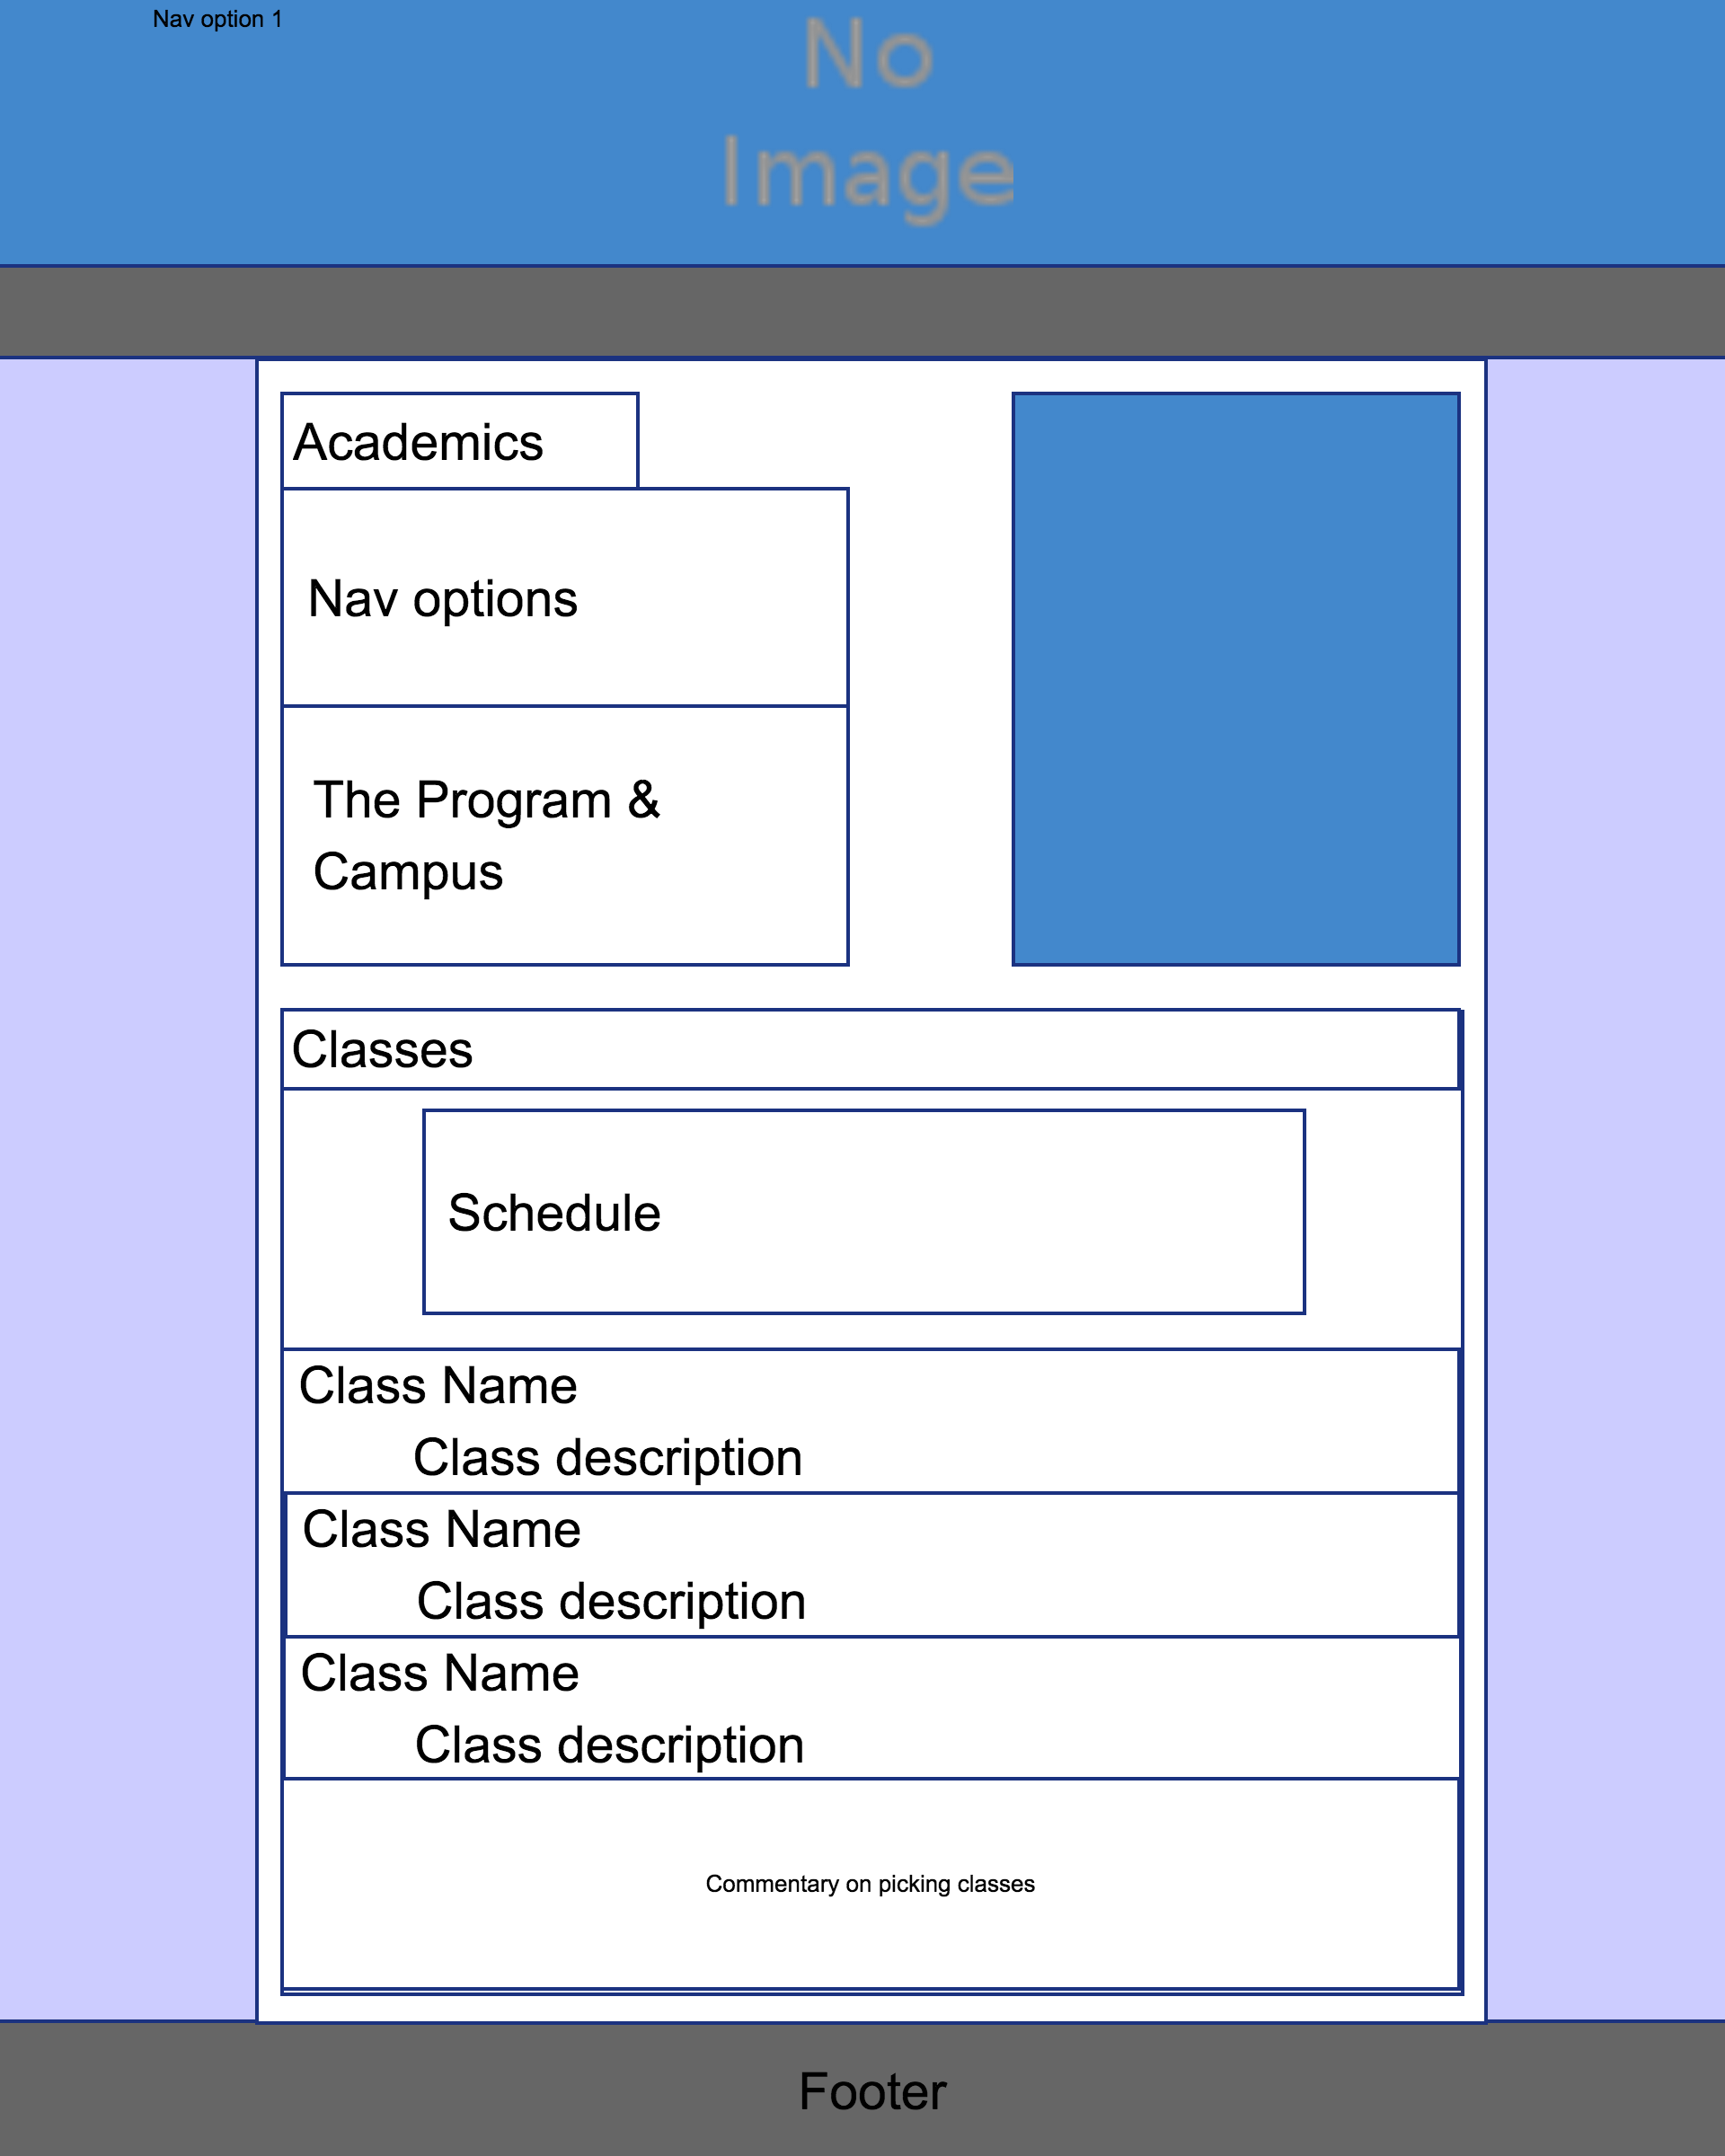 Nav option 1
No
Image
Academics
Nav options
The Program &
Campus
Classes
Schedule
Class Name
Class description
Class Name
Class description
Class Name
Class description
Commentary on picking classes
Footer